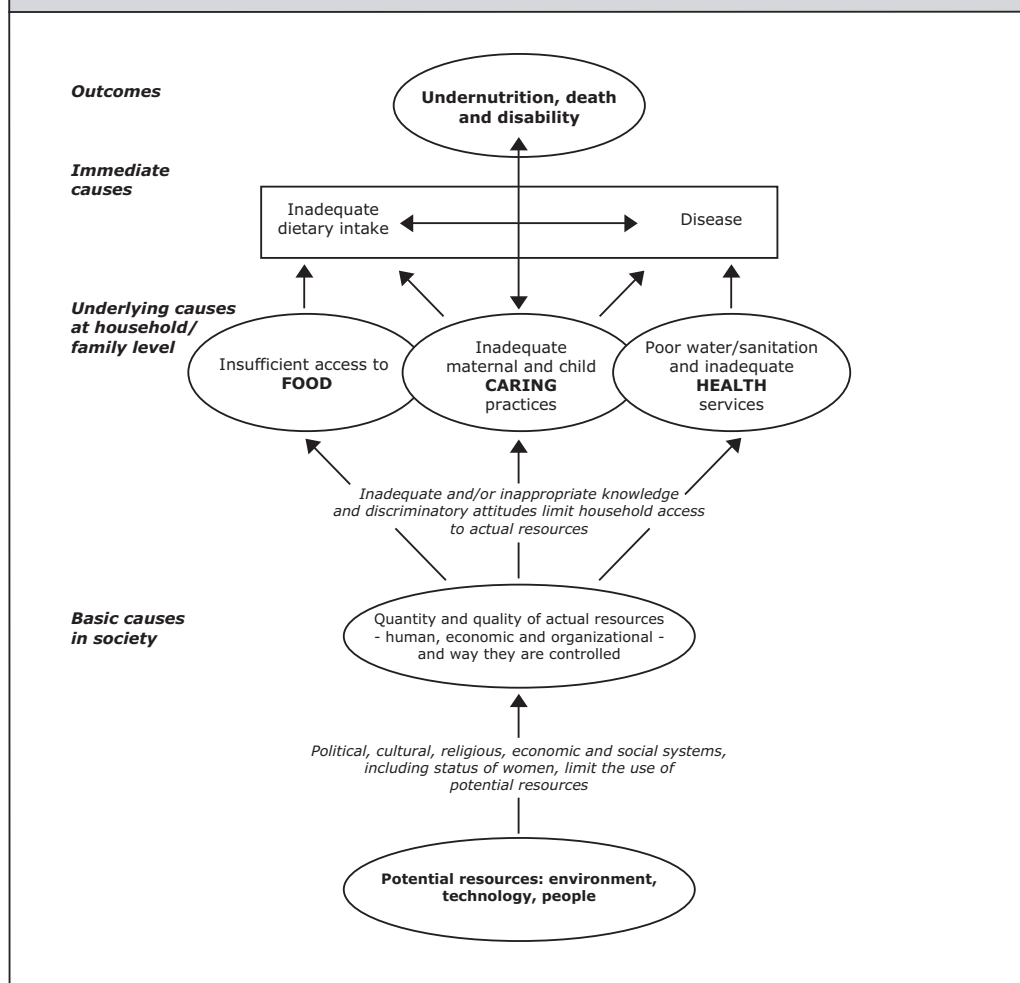 Outcomes
Undernutrition, death
and disability
Immediate
causes
Inadequate
dietary intake
Disease
Underlying causes
at household/
family level
Insufficient access to
FOOD
Inadequate
maternal and child
CARING
practices
Poor water/sanitation
and inadequate
HEALTH
services
Inadequate and/or inappropriate knowledge
and discriminatory attitudes limit household access
to actual resources
Basic causes
in society
Quantity and quality of actual resources
- human, economic and organizational -
and way they are controlled
Political, cultural, religious, economic and social systems,
including status of women, limit the use of
potential resources
Potential resources: environment,
technology, people